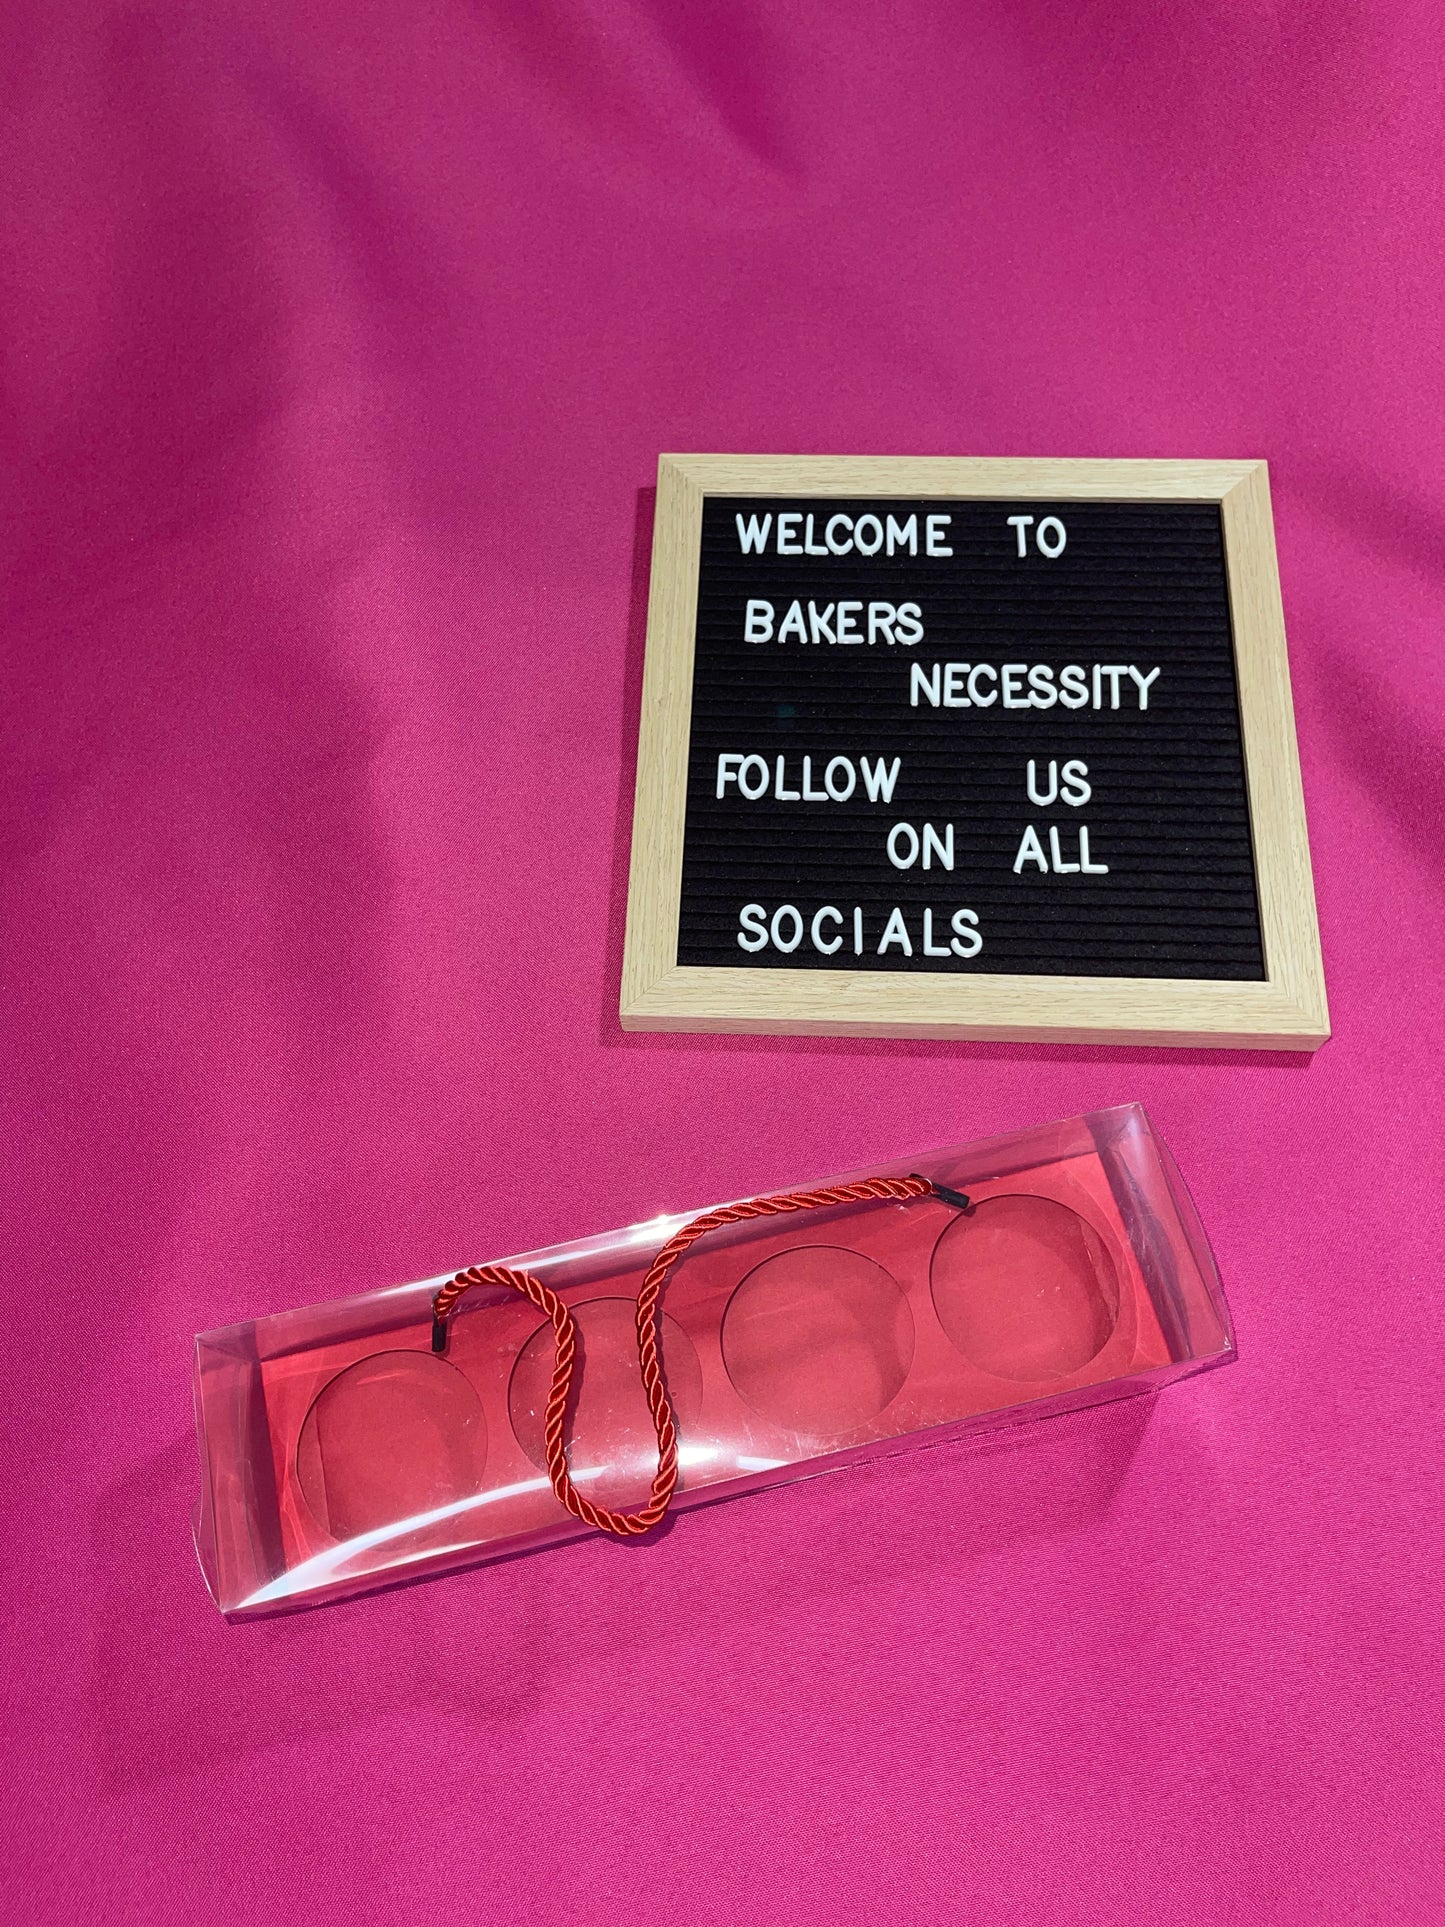 WELCOME TO
BAKERS
NECESSITY
FOLLOW US
ON ALL
SOCIALS